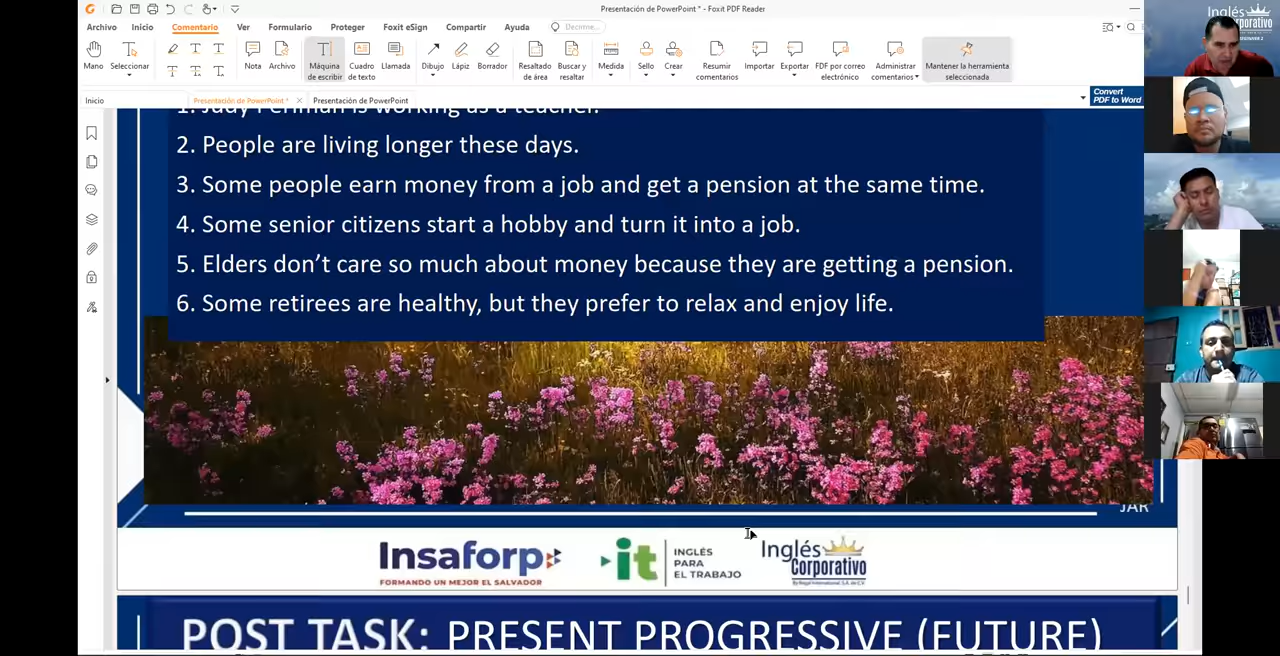 Presentación de PowerPoint * - Foxit PDF Reader
Archivo Inicio Comentario Ver Formulario Proteger Foxit eSign Compartir Ayuda Decirme...
Mano Seleccionar Nota Archivo Máquina de escribir Cuadro de texto Llamada Dibujo Lápiz Borrador Resaltado de área Buscar y resaltar Medida Sello Crear Resumir comentarios Importar Exportar FDF por correo electrónico Administrar comentarios Mantener la herramienta seleccionada
Inicio Presentación de PowerPoint * Presentación de PowerPoint
Convert
PDF to Word
Inglés
Corporativo
1. Judy Perlman is working as a teacher.
2. People are living longer these days.
3. Some people earn money from a job and get a pension at the same time.
4. Some senior citizens start a hobby and turn it into a job.
5. Elders don’t care so much about money because they are getting a pension.
6. Some retirees are healthy, but they prefer to relax and enjoy life.
JAR
Insaforp
FORMANDO UN MEJOR EL SALVADOR
it
INGLÉS
PARA
EL TRABAJO
Inglés
Corporativo
POST TASK: PRESENT PROGRESSIVE (FUTURE)